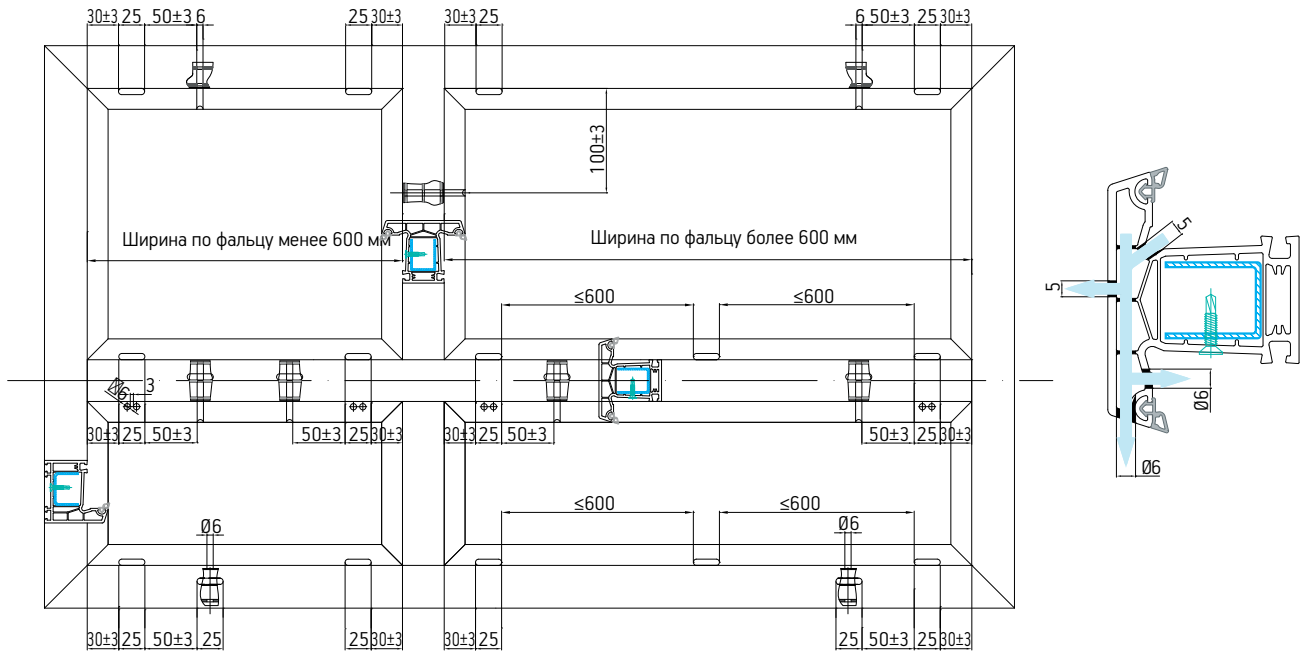 30±3 25 50±3 6 25 30±3 30±3 25 6 50±3 25 30±3
100±3
Ширина по фальцу менее 600 мм
Ширина по фальцу более 600 мм
5
5
≤600 ≤600
Ø6 3
Ø6
30±3 25 50±3 50±3 25 30±3 30±3 25 50±3 50±3 25 30±3
Ø6
≤600 ≤600
Ø6 Ø6
30±3 25 50±3 25 25 30±3 30±3 25 25 50±3 25 30±3